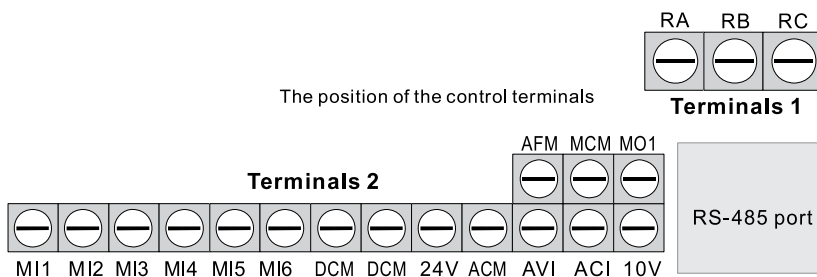 RA RB RC
Terminals 1
The position of the control terminals
AFM MCM MO1
Terminals 2
RS-485 port
MI1 MI2 MI3 MI4 MI5 MI6 DCM DCM 24V ACM AVI ACI 10V